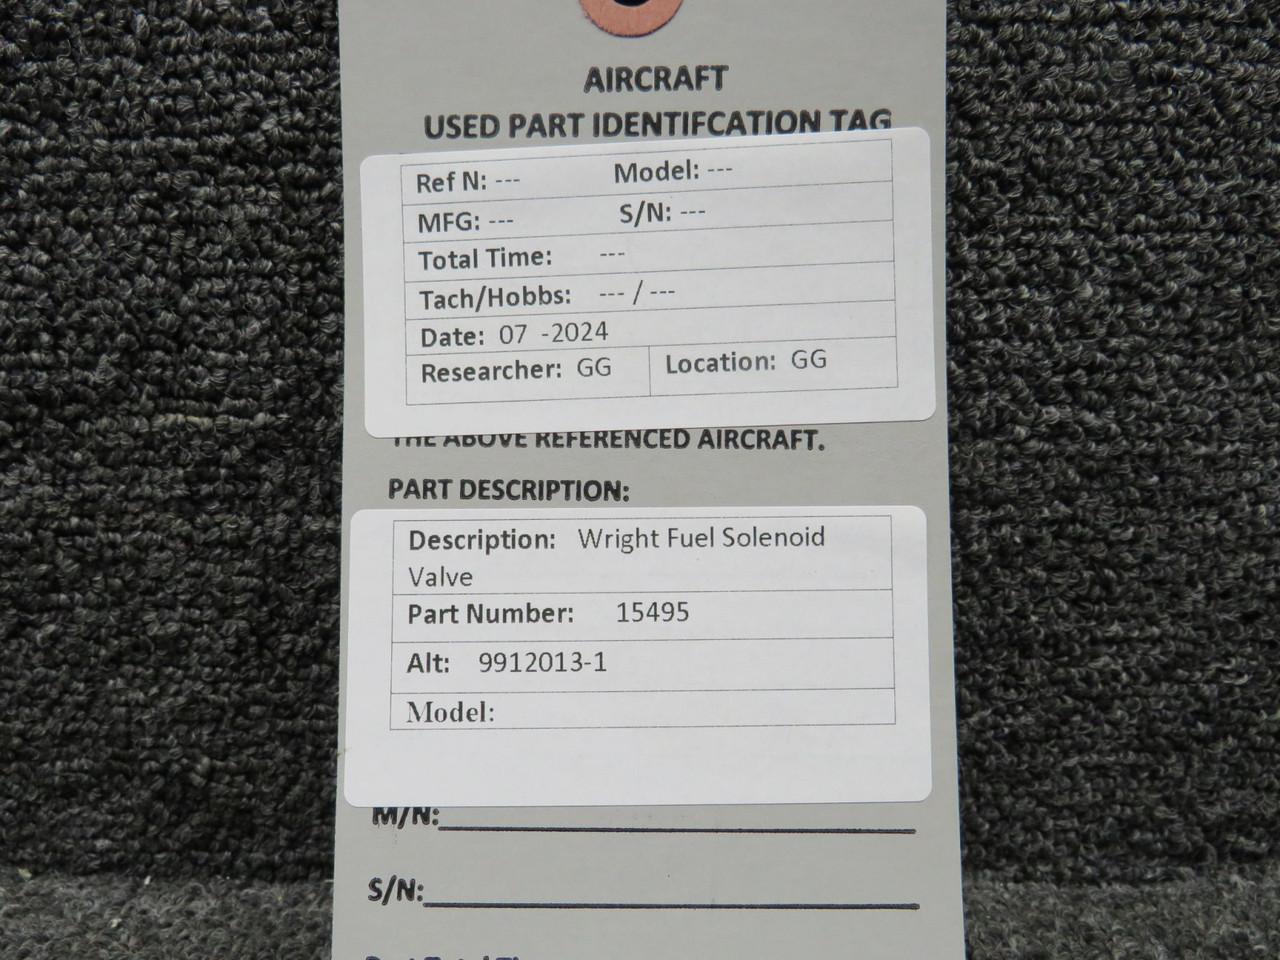 AIRCRAFT
USED PART IDENTIFCATION TAG
Ref N: --- Model: ---
MFG: --- S/N: ---
Total Time: ---
Tach/Hobbs: --- / ---
Date: 07 -2024
Researcher: GG Location: GG
THE ABOVE REFERENCED AIRCRAFT.
PART DESCRIPTION:
Description: Wright Fuel Solenoid
Valve
Part Number: 15495
Alt: 9912013-1
Model:
M/N:
S/N: